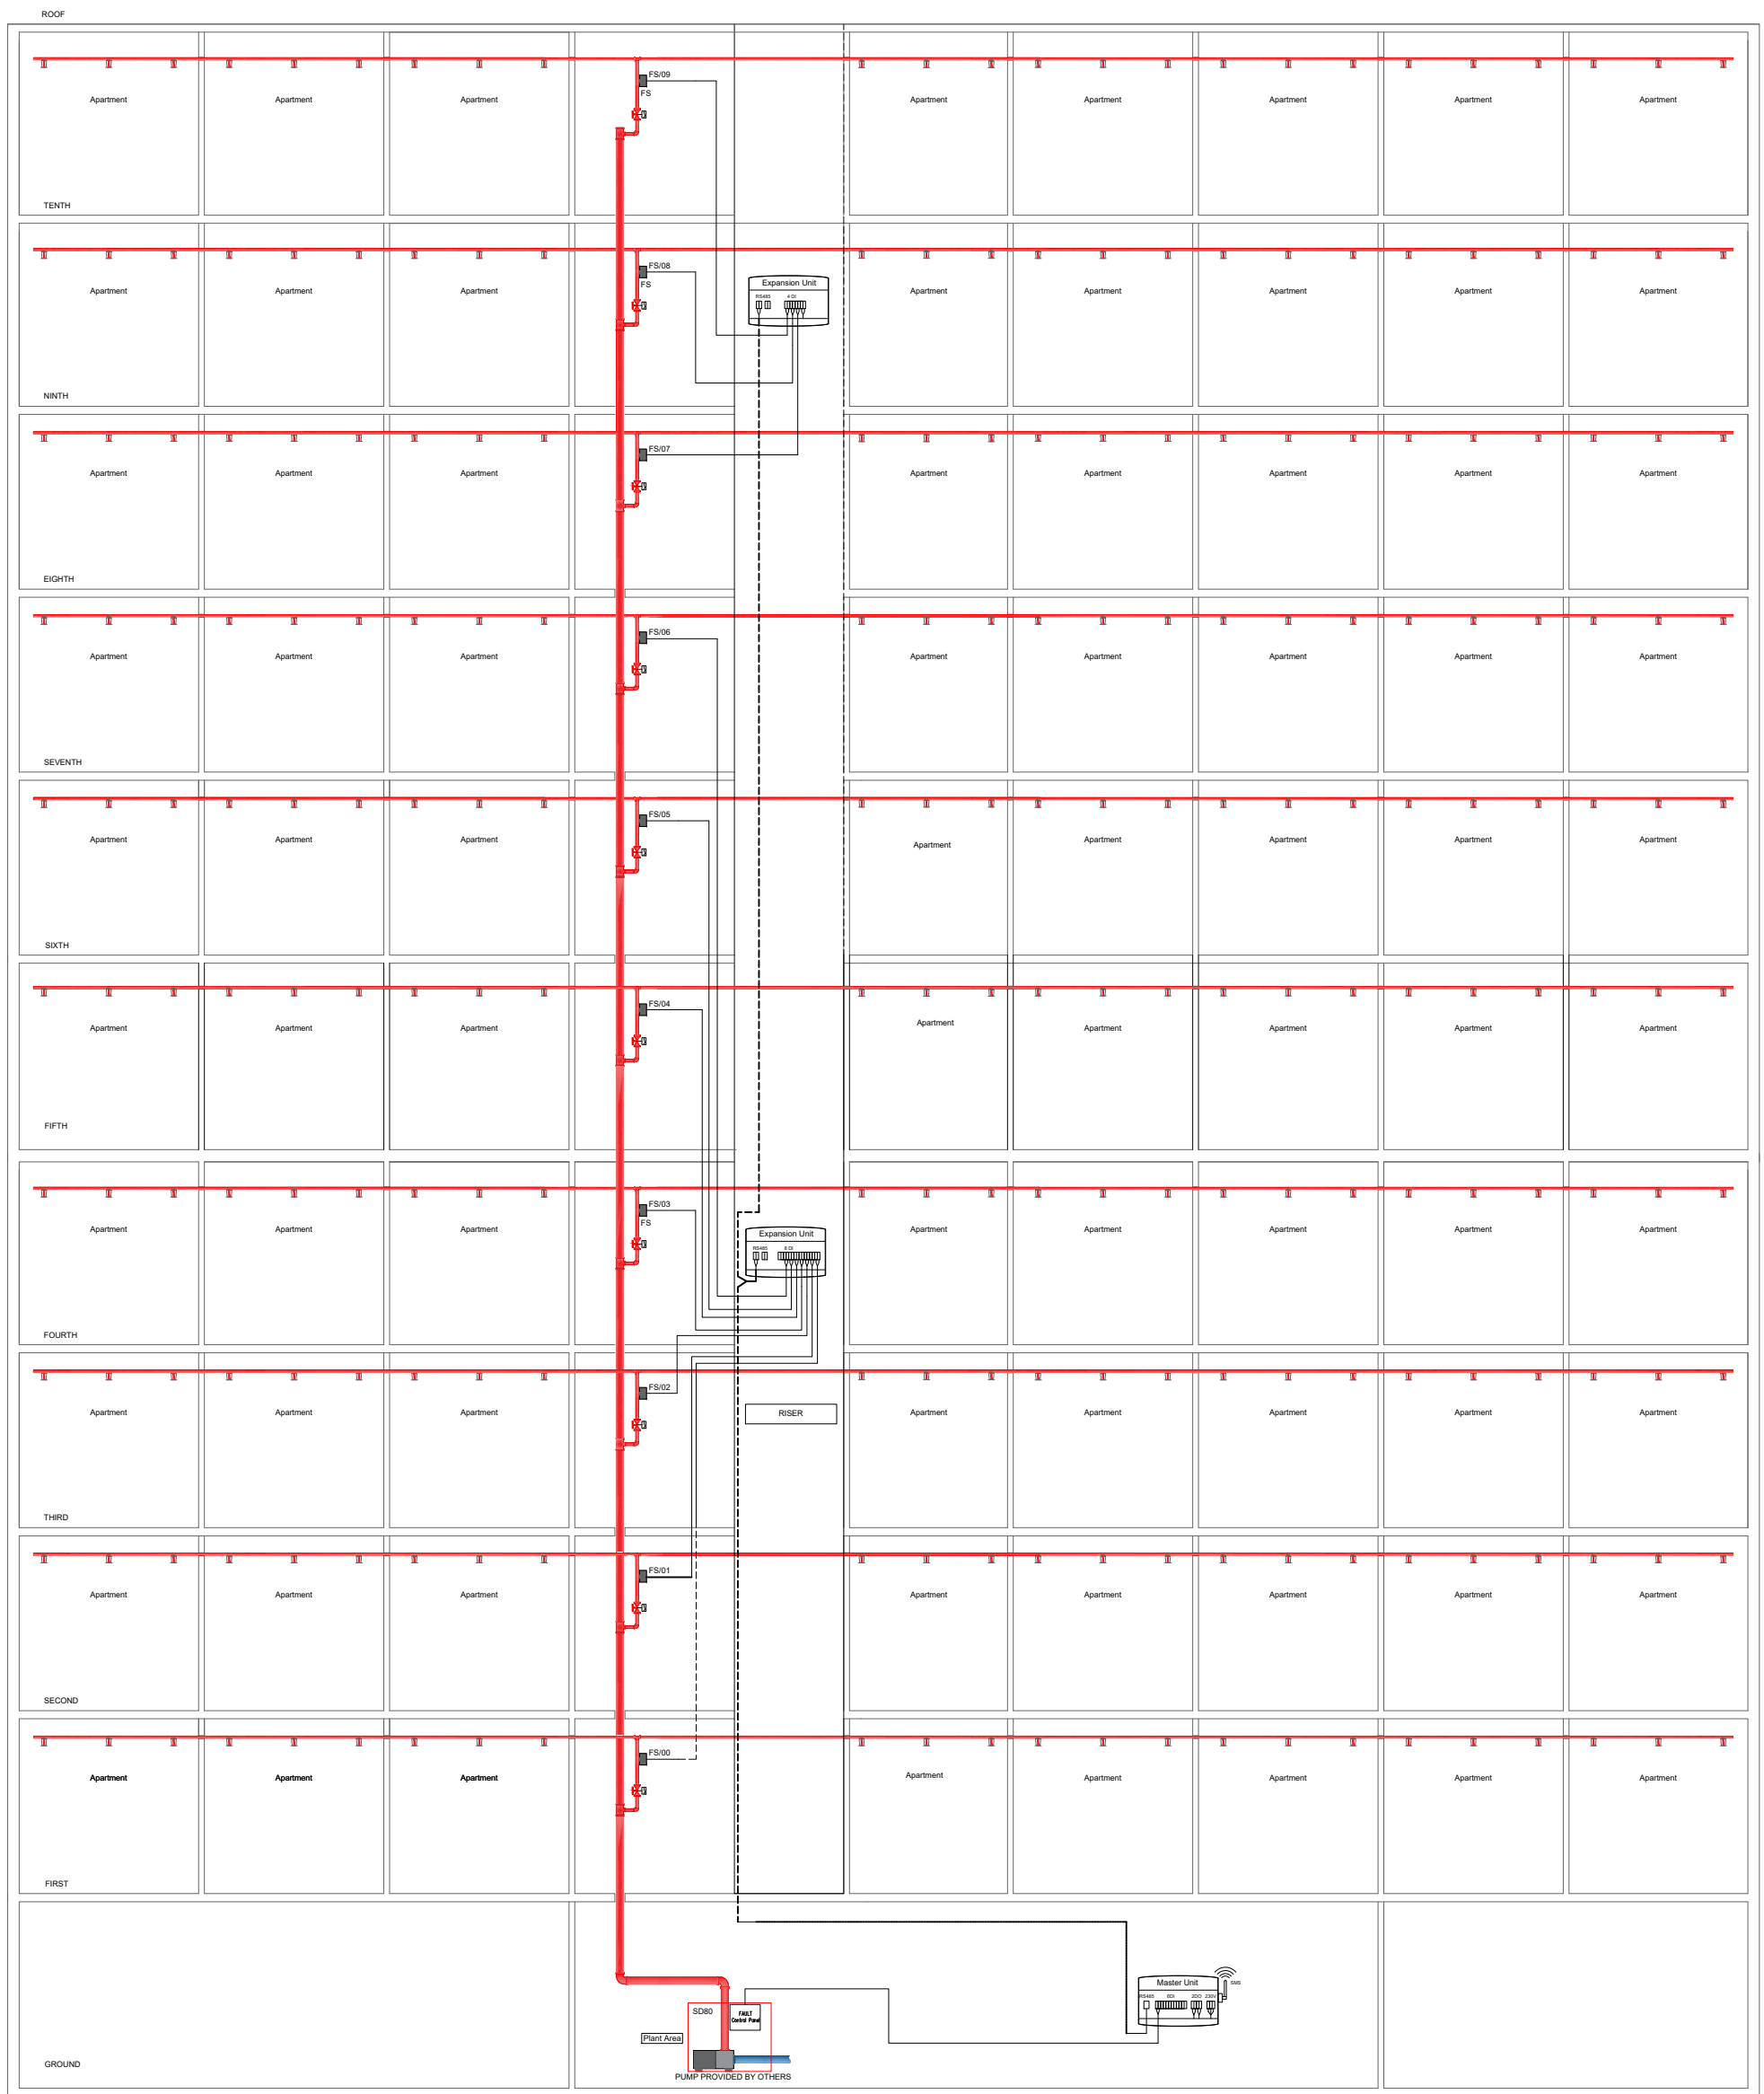 ROOF
FS/09
FS
Apartment Apartment Apartment Apartment Apartment Apartment Apartment Apartment
TENTH
FS/08
FS
Expansion Unit
RS485 4 DI
Apartment Apartment Apartment Apartment Apartment Apartment Apartment Apartment
NINTH
FS/07
Apartment Apartment Apartment Apartment Apartment Apartment Apartment Apartment
EIGHTH
FS/06
Apartment Apartment Apartment Apartment Apartment Apartment Apartment Apartment
SEVENTH
FS/05
Apartment Apartment Apartment Apartment Apartment Apartment Apartment Apartment
SIXTH
FS/04
Apartment Apartment Apartment Apartment Apartment Apartment Apartment Apartment
FIFTH
FS/03
FS
Apartment Apartment Apartment Apartment Apartment Apartment Apartment Apartment
Expansion Unit
RS485 8 DI
FOURTH
FS/02
Apartment Apartment Apartment RISER Apartment Apartment Apartment Apartment Apartment
THIRD
FS/01
Apartment Apartment Apartment Apartment Apartment Apartment Apartment Apartment
SECOND
FS/00
Apartment Apartment Apartment Apartment Apartment Apartment Apartment Apartment
FIRST
Master Unit
SMS
RS485 6DI 2DO 230V
SD80
FAULT
Control Panel
Plant Area
GROUND
PUMP PROVIDED BY OTHERS